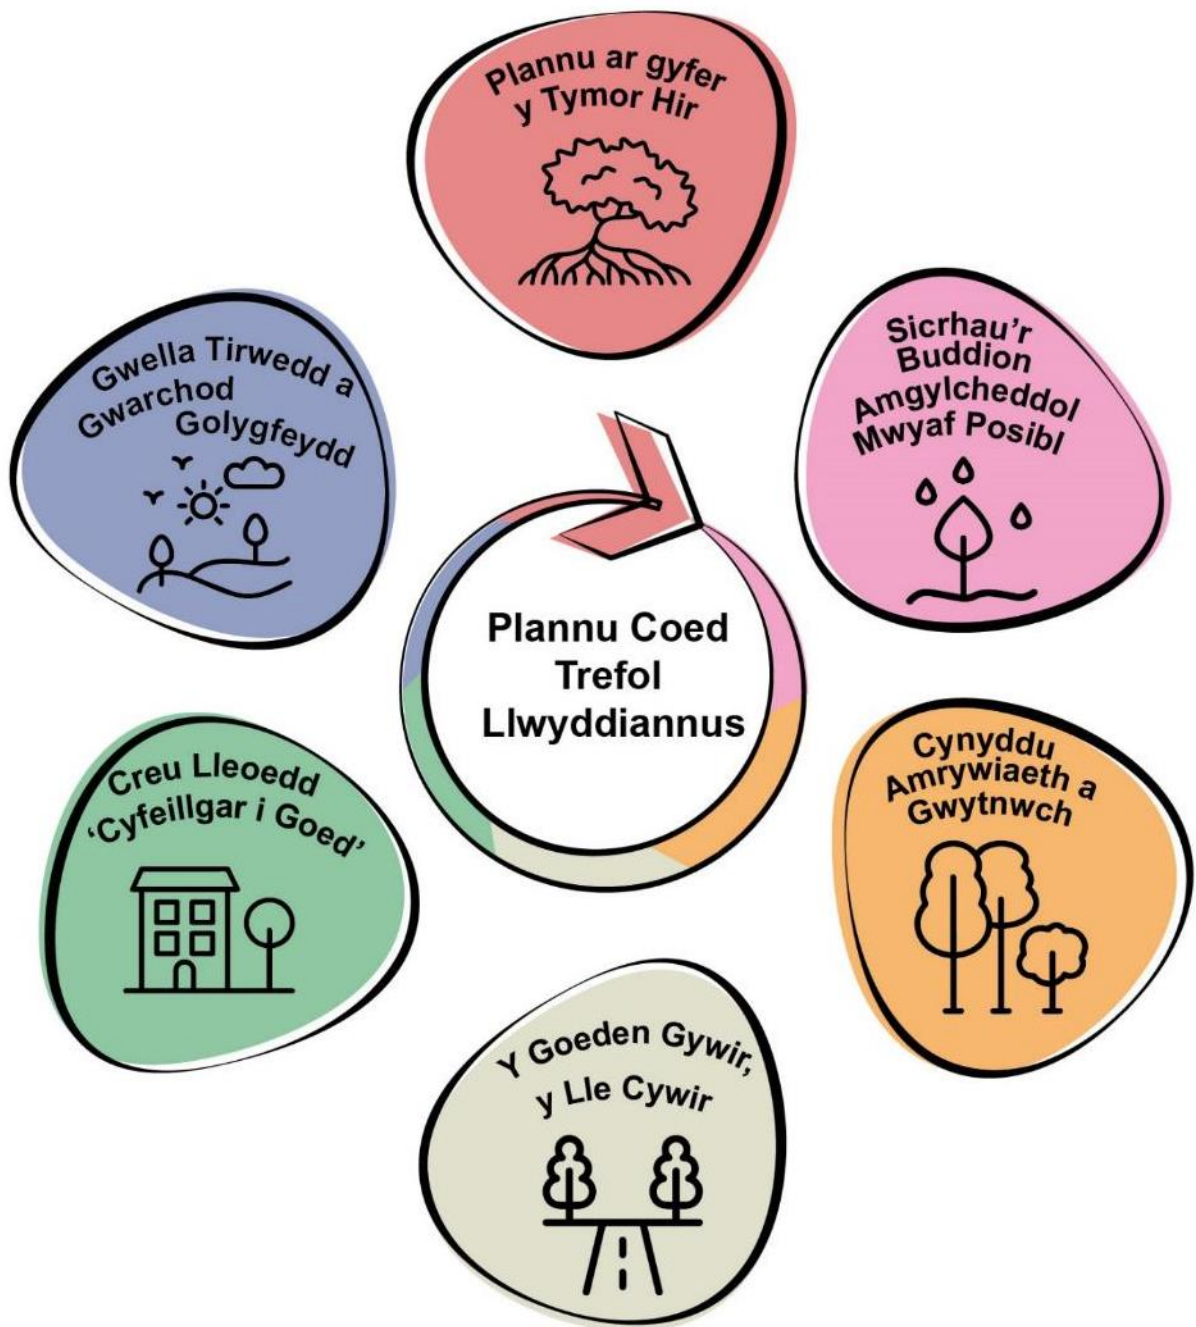 Plannu ar gyfer
y Tymor Hir
Sicrhau’r
Buddion
Amgylcheddol
Mwyaf Posibl
Cynyddu
Amrywiaeth a
Gwytnwch
Y Goeden Gywir,
y Lle Cywir
Creu Lleoedd
‘Cyfeillgar i Goed’
Gwella Tirwedd a
Gwarchod
Golygfeydd
Plannu Coed
Trefol
Llwyddiannus